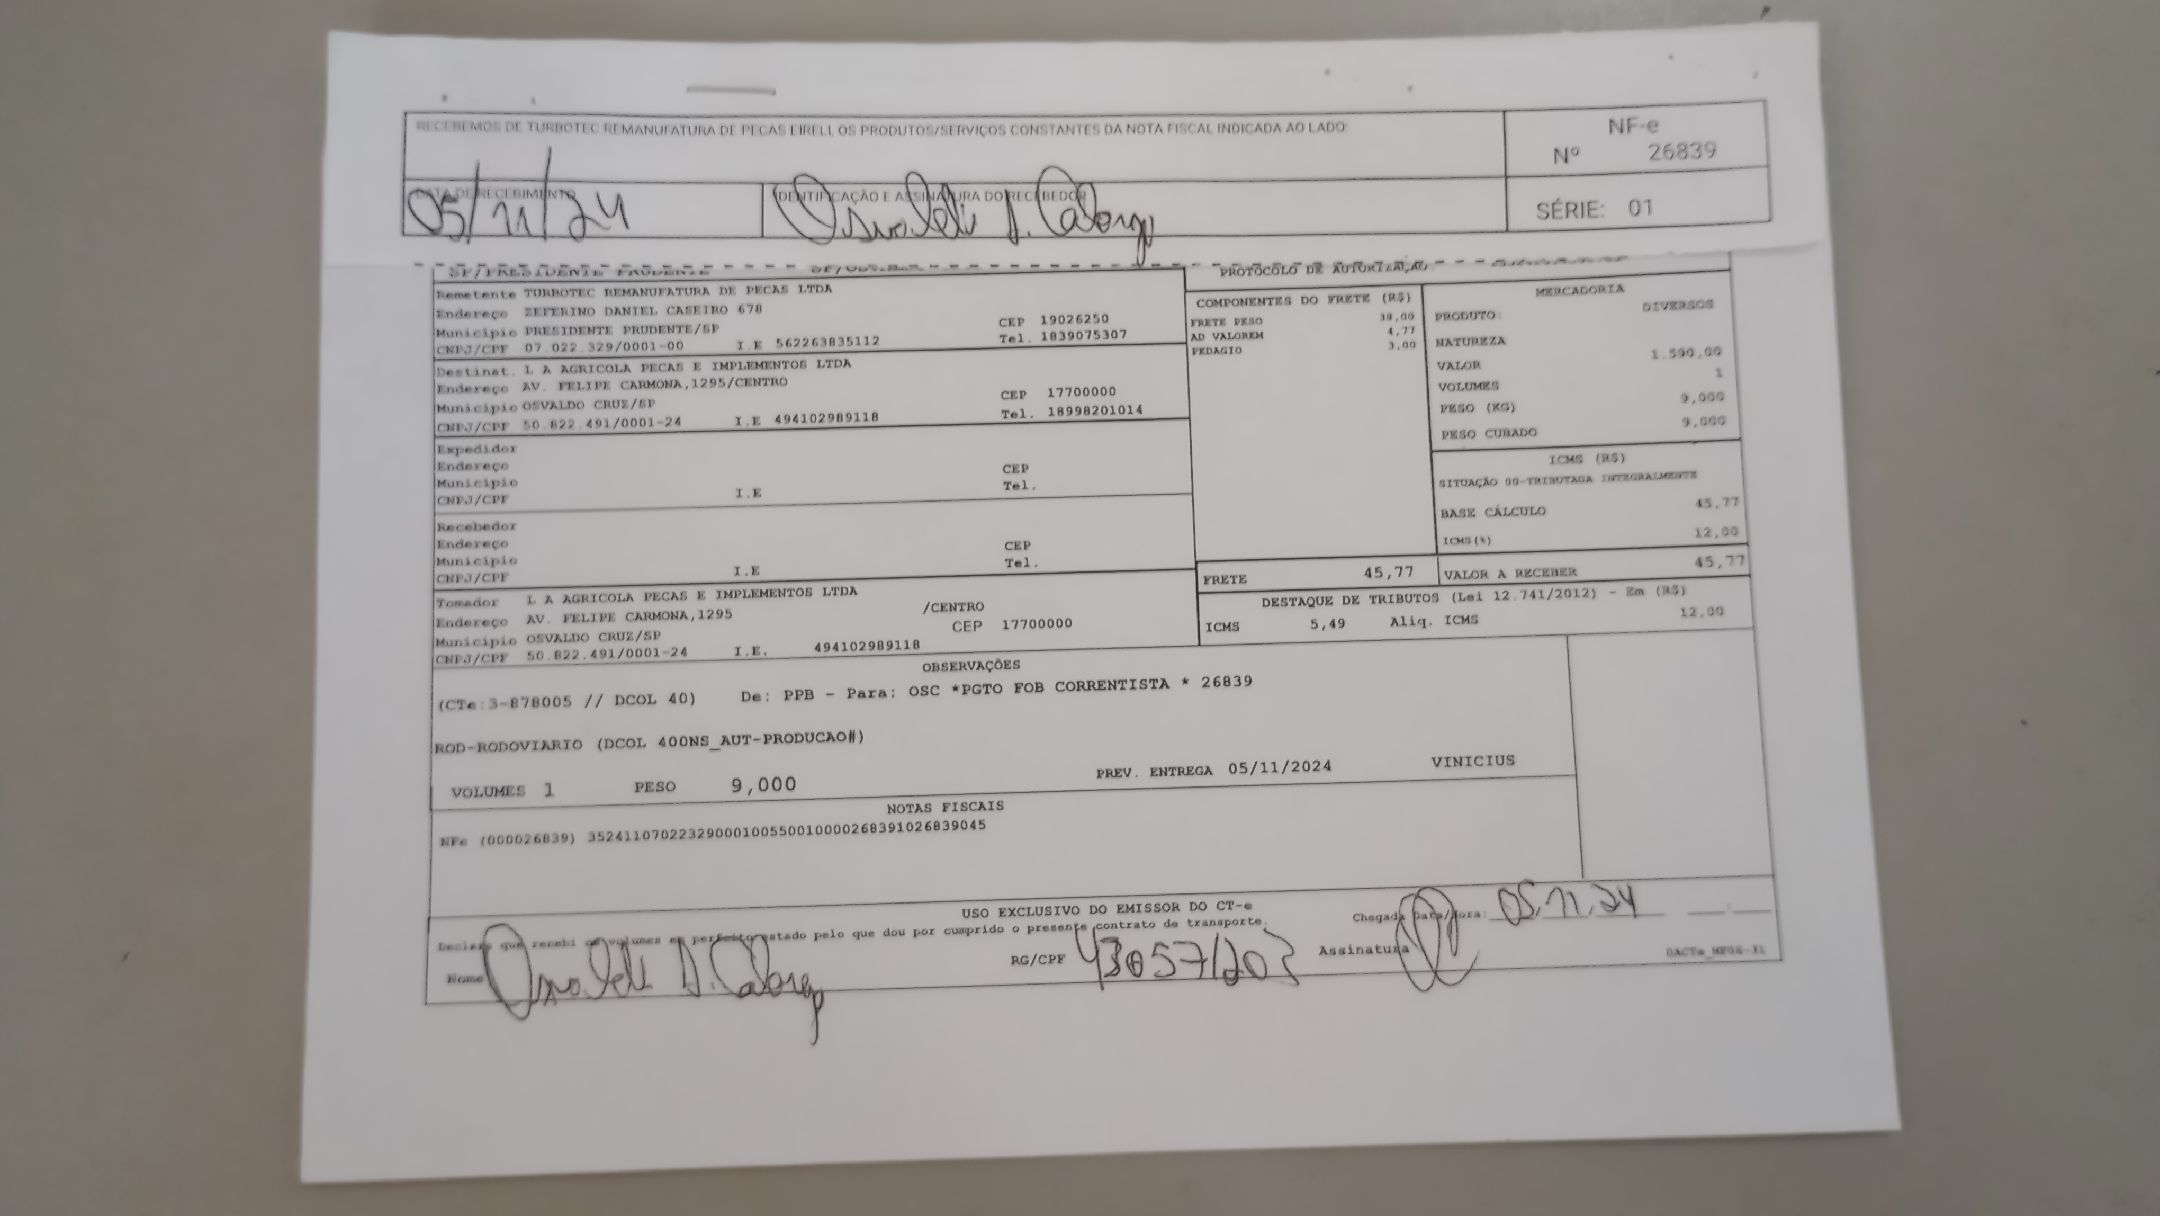 RECEBEMOS DE TURBOTEC REMANUFATURA DE PECAS EIRELI OS PRODUTOS/SERVIÇOS CONSTANTES DA NOTA FISCAL INDICADA AO LADO
NF-e
Nº 26839
DATA DE RECEBIMENTO
IDENTIFICAÇÃO E ASSINATURA DO RECEBEDOR
05/11/24
SÉRIE: 01
SP/PRESIDENTE PRUDENTE
PROTOCOLO DE AUTORIZAÇÃO
Remetente TURBOTEC REMANUFATURA DE PECAS LTDA
Endereço ZEFERINO DANIEL CASEIRO 678
CEP 19026250
Município PRESIDENTE PRUDENTE/SP
Tel. 1839075307
CNPJ/CPF 07.022.329/0001-00 I.E 562263835112
Destinat. L A AGRICOLA PECAS E IMPLEMENTOS LTDA
Endereço AV. FELIPE CARMONA,1295/CENTRO
CEP 17700000
Município OSVALDO CRUZ/SP
Tel. 18998201014
CNPJ/CPF 50.822.491/0001-24 I.E 494102989118
Expedidor
Endereço
CEP
Município
Tel.
CNPJ/CPF I.E
Recebedor
Endereço
CEP
Município
Tel.
CNPJ/CPF I.E
Tomador L A AGRICOLA PECAS E IMPLEMENTOS LTDA
Endereço AV. FELIPE CARMONA,1295 /CENTRO
Município OSVALDO CRUZ/SP CEP 17700000
CNPJ/CPF 50.822.491/0001-24 I.E. 494102989118
COMPONENTES DO FRETE (R$)
FRETE PESO 38,00
AD VALOREM 4,77
PEDAGIO 3,00
MERCADORIA
PRODUTO: DIVERSOS
NATUREZA
VALOR 1.590,00
VOLUMES 1
PESO (KG) 9,000
PESO CUBADO 9,000
ICMS (R$)
SITUAÇÃO 00-TRIBUTADA INTEGRALMENTE
BASE CÁLCULO 45,77
ICMS(%) 12,00
FRETE 45,77
VALOR A RECEBER 45,77
DESTAQUE DE TRIBUTOS (Lei 12.741/2012) - Em (R$)
ICMS 5,49 Aliq. ICMS 12,00
OBSERVAÇÕES
(CTe:3-878005 // DCOL 40) De: PPB - Para: OSC *PGTO FOB CORRENTISTA * 26839
ROD-RODOVIARIO (DCOL 400NS_AUT-PRODUCAO#)
VOLUMES 1 PESO 9,000 PREV. ENTREGA 05/11/2024 VINICIUS
NOTAS FISCAIS
NFe (000026839) 35241107022329000100550010000268391026839045
USO EXCLUSIVO DO EMISSOR DO CT-e
Declaro que recebi os volumes em perfeito estado pelo que dou por cumprido o presente contrato de transporte.
Chegada Data/Hora: 05.11.24 __:__
Nome
RG/CPF
Assinatura
DACTe_MP06-XL